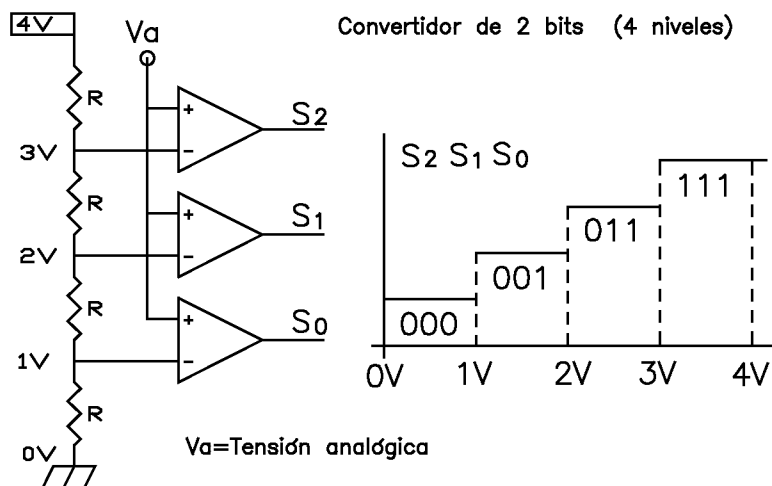 Convertidor de 2 bits (4 niveles)
4V
Va
R
+
-
S2
3V
R
+
-
S1
2V
R
+
-
S0
1V
R
0V
Va=Tensión analógica
S2 S1 S0
111
011
001
000
0V 1V 2V 3V 4V